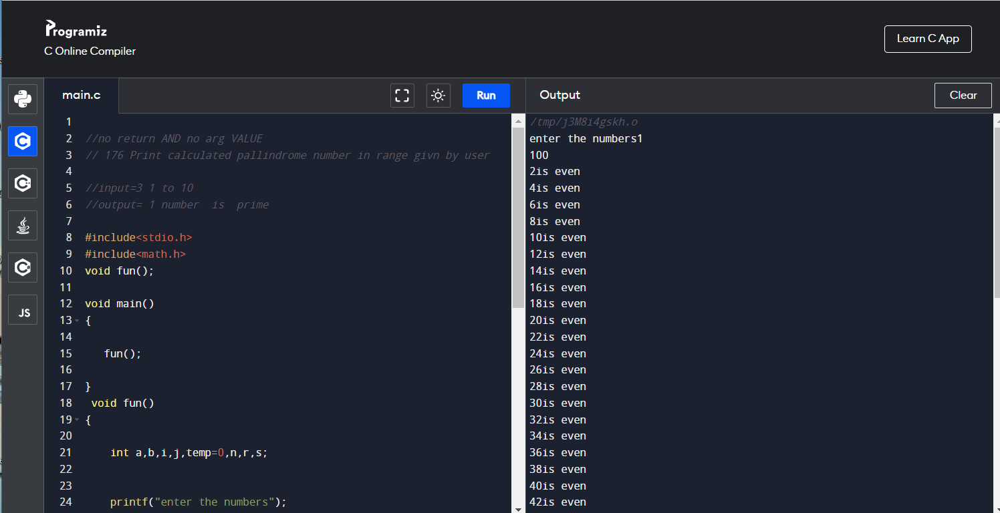 Programiz
C Online Compiler
Learn C App
main.c
Run
Output
Clear
JS
1
2 //no return AND no arg VALUE
3 // 176 Print calculated pallindrome number in range givn by user
4
5 //input=3 1 to 10
6 //output= 1 number  is  prime
7
8 #include<stdio.h>
9 #include<math.h>
10 void fun();
11
12 void main()
13 {
14
15    fun();
16
17 }
18  void fun()
19 {
20
21     int a,b,i,j,temp=0,n,r,s;
22
23
24     printf("enter the numbers");
/tmp/j3M8i4gskh.o
enter the numbers1
100
2is even
4is even
6is even
8is even
10is even
12is even
14is even
16is even
18is even
20is even
22is even
24is even
26is even
28is even
30is even
32is even
34is even
36is even
38is even
40is even
42is even